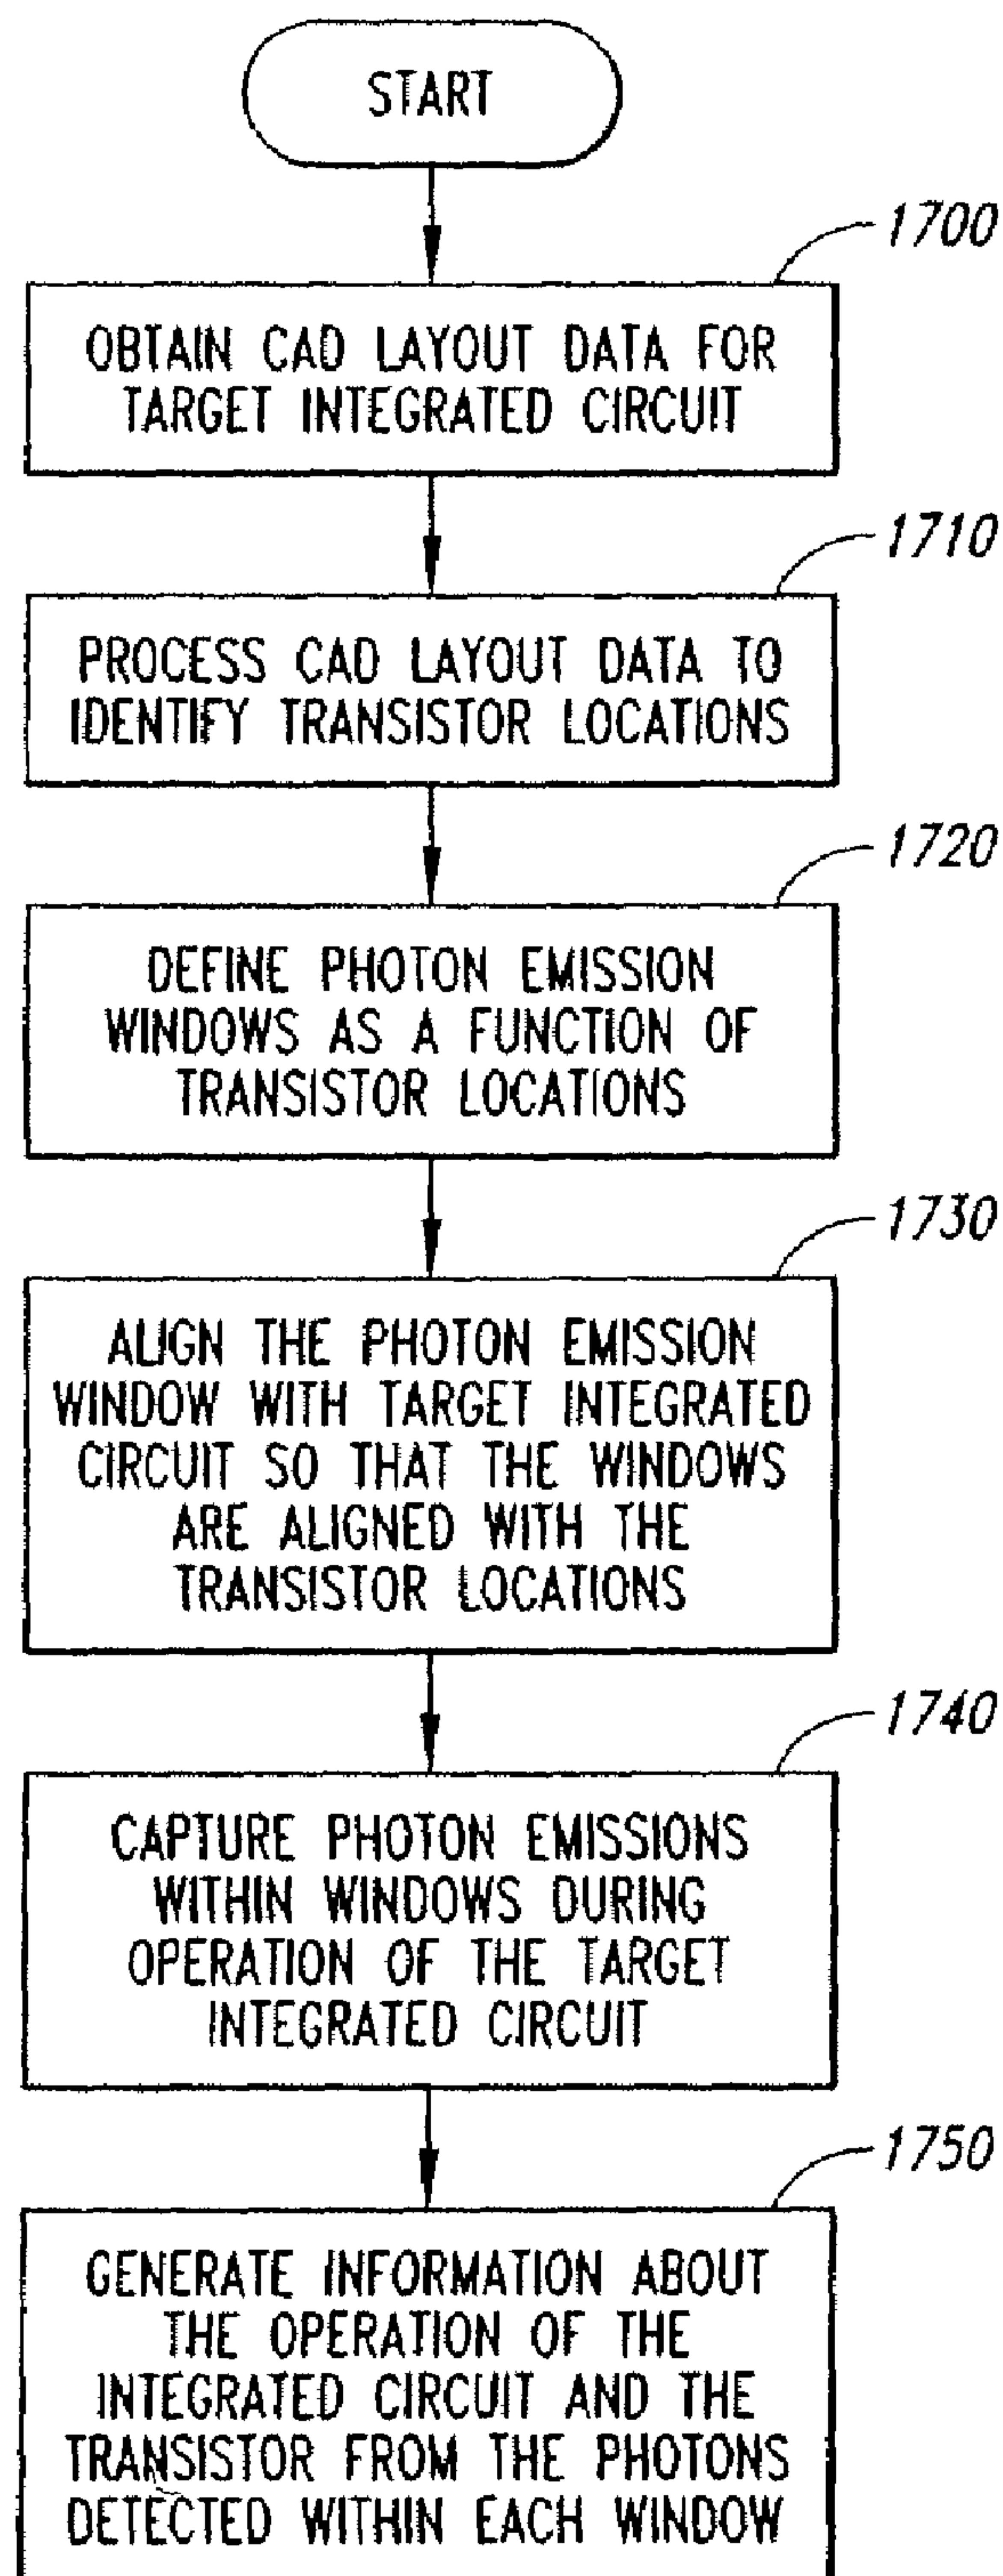 START
1700
OBTAIN CAD LAYOUT DATA FOR
TARGET INTEGRATED CIRCUIT
1710
PROCESS CAD LAYOUT DATA TO
IDENTIFY TRANSISTOR LOCATIONS
1720
DEFINE PHOTON EMISSION
WINDOWS AS A FUNCTION OF
TRANSISTOR LOCATIONS
1730
ALIGN THE PHOTON EMISSION
WINDOW WITH TARGET INTEGRATED
CIRCUIT SO THAT THE WINDOWS
ARE ALIGNED WITH THE
TRANSISTOR LOCATIONS
1740
CAPTURE PHOTON EMISSIONS
WITHIN WINDOWS DURING
OPERATION OF THE TARGET
INTEGRATED CIRCUIT
1750
GENERATE INFORMATION ABOUT
THE OPERATION OF THE
INTEGRATED CIRCUIT AND THE
TRANSISTOR FROM THE PHOTONS
DETECTED WITHIN EACH WINDOW